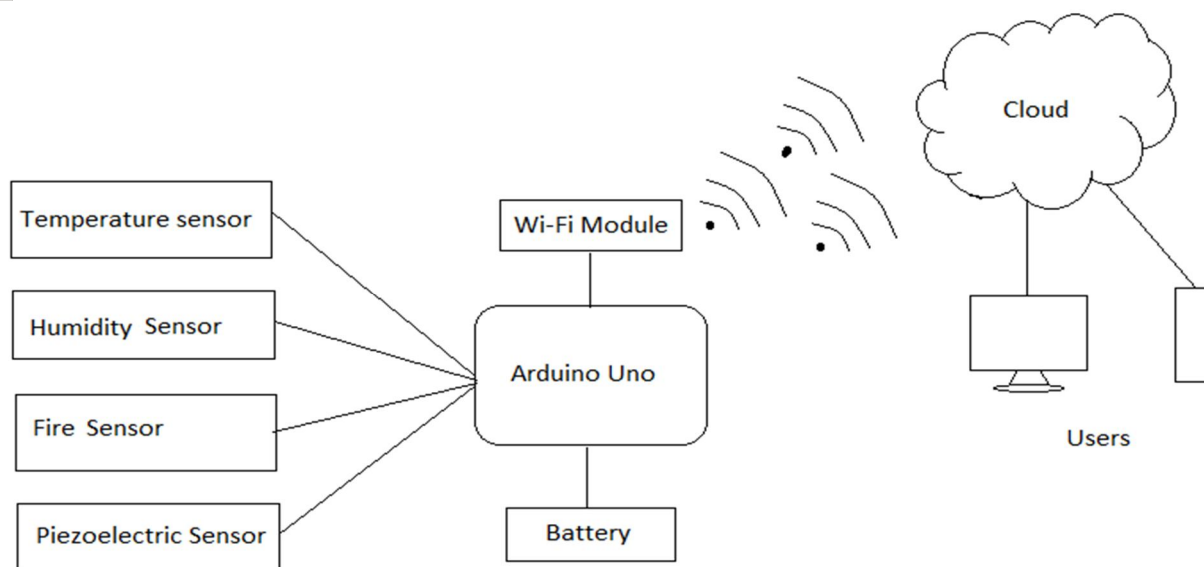 Cloud
Temperature sensor
Wi-Fi Module
Humidity Sensor
Arduino Uno
Fire Sensor
Users
Piezoelectric Sensor
Battery